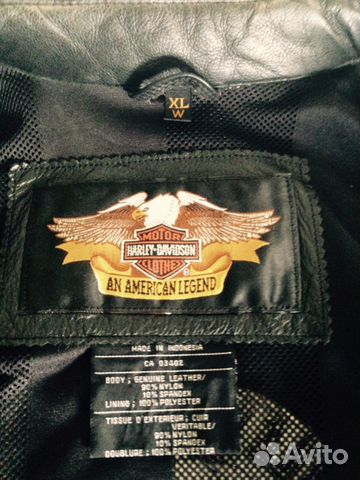 XL
W
MOTOR
HARLEY-DAVIDSON
CLOTHES
®
AN AMERICAN LEGEND
MADE IN INDONESIA
CA 03402
BODY ; GENUINE LEATHER/
90% NYLON
10% SPANDEX
LINING ; 100% POLYESTER
TISSUE D'EXTERIEUR ; CUIR
VERITABLE/
90% NYLON
10% SPANDEX
DOUBLURE ; 100% POLYESTER
Avito